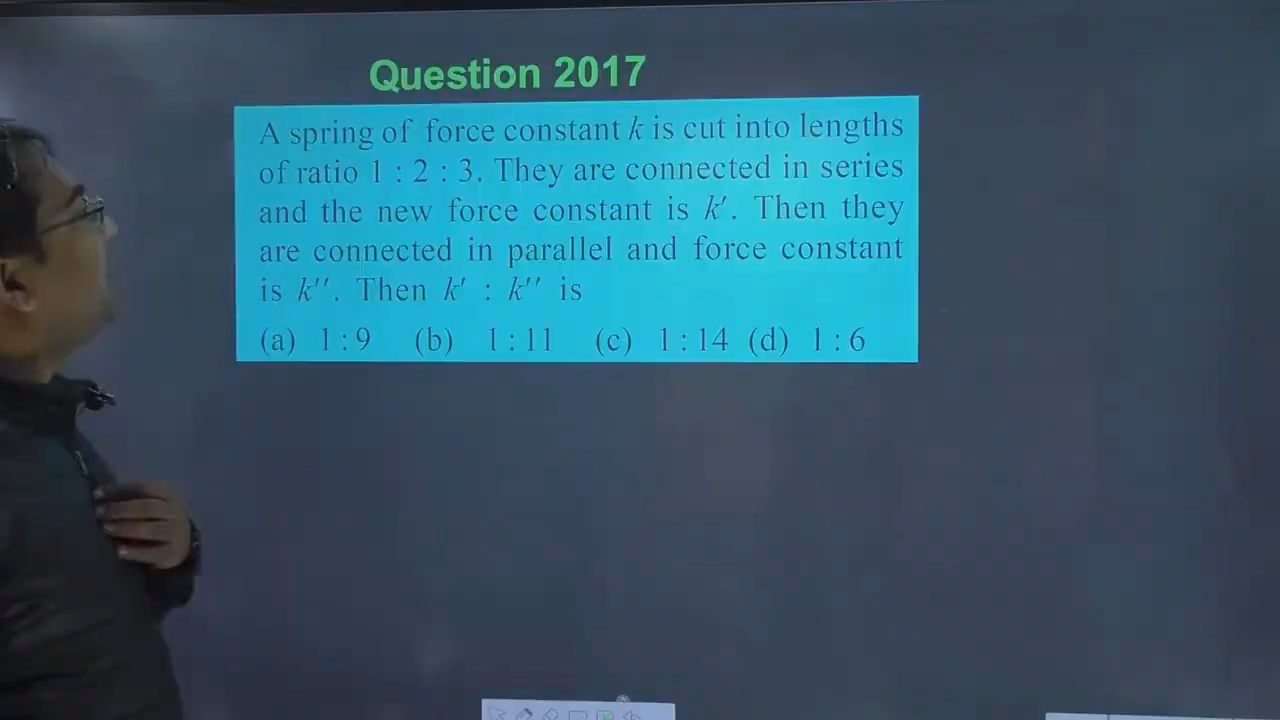 Question 2017
A spring of force constant k is cut into lengths
of ratio 1 : 2 : 3. They are connected in series
and the new force constant is k′. Then they
are connected in parallel and force constant
is k′′. Then k′ : k′′ is
(a) 1 : 9 (b) 1 : 11 (c) 1 : 14 (d) 1 : 6